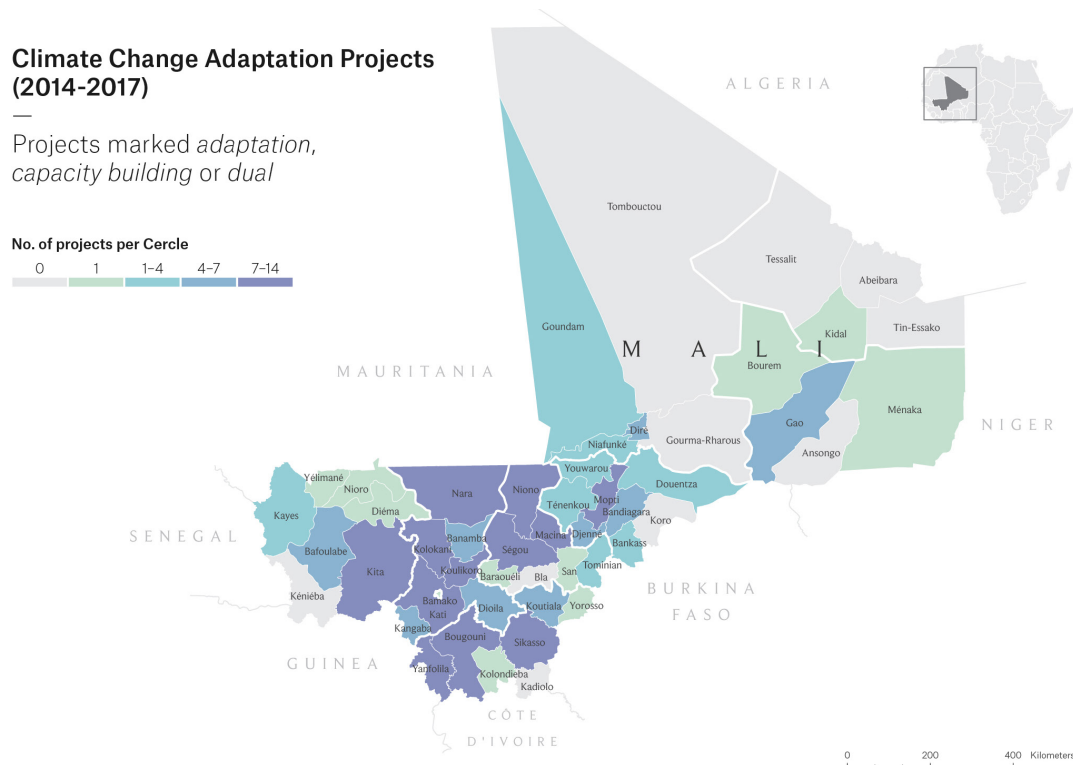 Climate Change Adaptation Projects
(2014-2017)
—
Projects marked adaptation,
capacity building or dual
No. of projects per Cercle
0 1 1–4 4–7 7–14
ALGERIA
MAURITANIA
NIGER
SENEGAL
BURKINA
FASO
GUINEA
CÔTE
D'IVOIRE
MALI
Tombouctou
Tessalit
Abeibara
Kidal
Tin-Essako
Goundam
Bourem
Ménaka
Gao
Diré
Gourma-Rharous
Ansongo
Niafunké
Youwarou
Douentza
Yélimané
Nioro
Diéma
Nara
Niono
Ténenkou
Mopti
Bandiagara
Koro
Kayes
Bafoulabe
Kita
Kéniéba
Kolokani
Banamba
Macina
Djenné
Bankass
Ségou
Koulikoro
Baraouéli
Bla
San
Tominian
Bamako
Kati
Dioila
Koutiala
Yorosso
Kangaba
Bougouni
Sikasso
Yanfolila
Kolondieba
Kadiolo
0 200 400 Kilometers